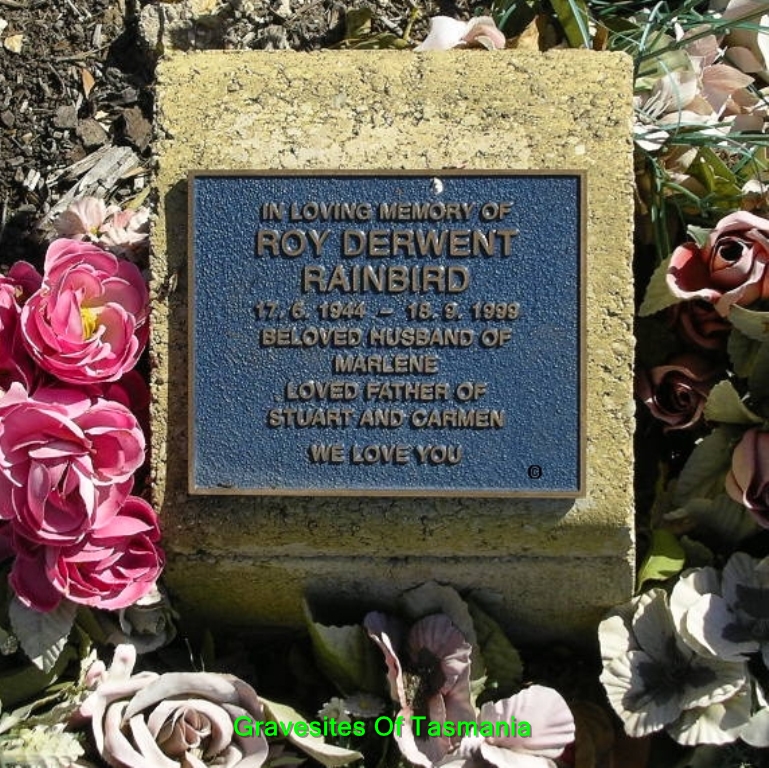 IN LOVING MEMORY OF
ROY DERWENT
RAINBIRD
17. 6. 1944 – 18. 9. 1999
BELOVED HUSBAND OF
MARLENE
LOVED FATHER OF
STUART AND CARMEN
WE LOVE YOU
Gravesites Of Tasmania